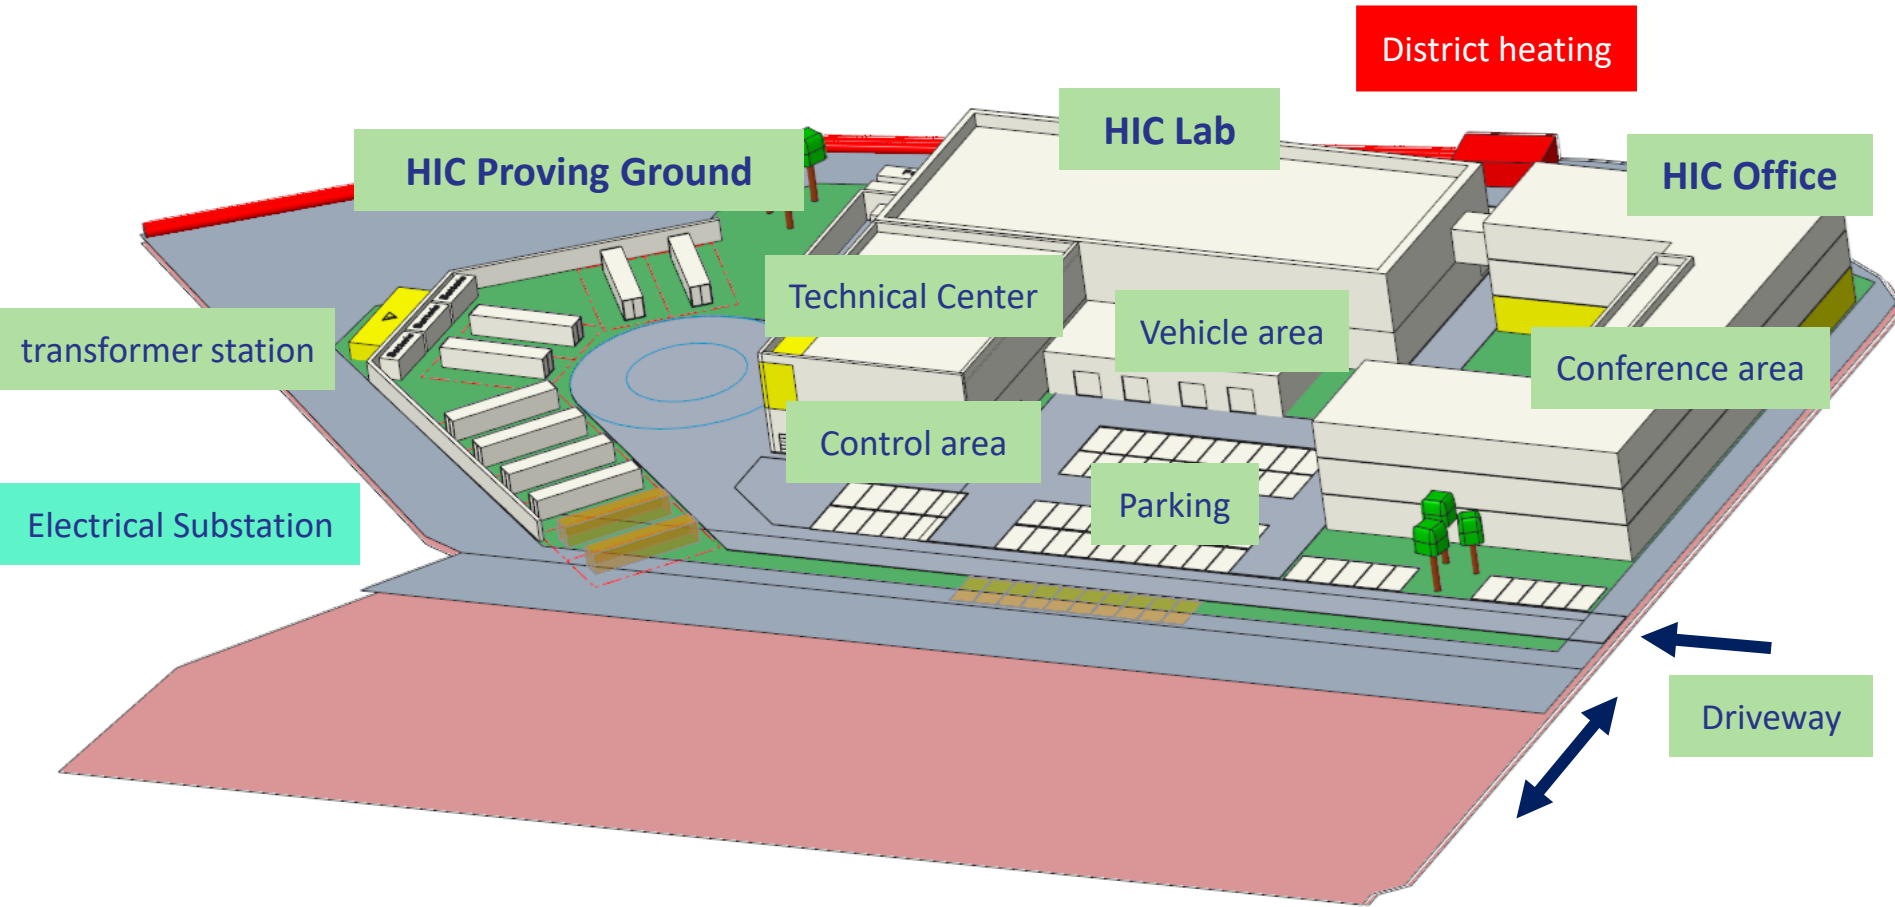 District heating
HIC Lab
HIC Proving Ground
HIC Office
Technical Center
Vehicle area
transformer station
Conference area
Control area
Parking
Electrical Substation
Driveway